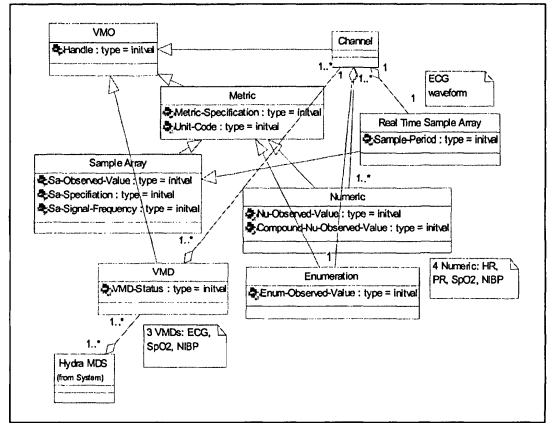 VMO
Handle : type = initval
Channel
1..*
1
1..*
1
Metric
Metric-Specification : type = initval
Unit-Code : type = initval
1
ECG
waveform
Real Time Sample Array
Sample-Period : type = initval
Sample Array
Sa-Observed-Value : type = initval
Sa-Specifiation : type = initval
Sa-Signal-Frequency : type = initval
1..*
Numeric
Nu-Observed-Value : type = initval
Compound-Nu-Observed-Value : type = initval
1..*
VMD
VMD-Status : type = initval
1
Enumeration
Enum-Observed-Value : type = initval
4 Numeric: HR,
PR, SpO2, NIBP
1..*
3 VMDs: ECG,
SpO2, NIBP
1..*
Hydra MDS
(from System)